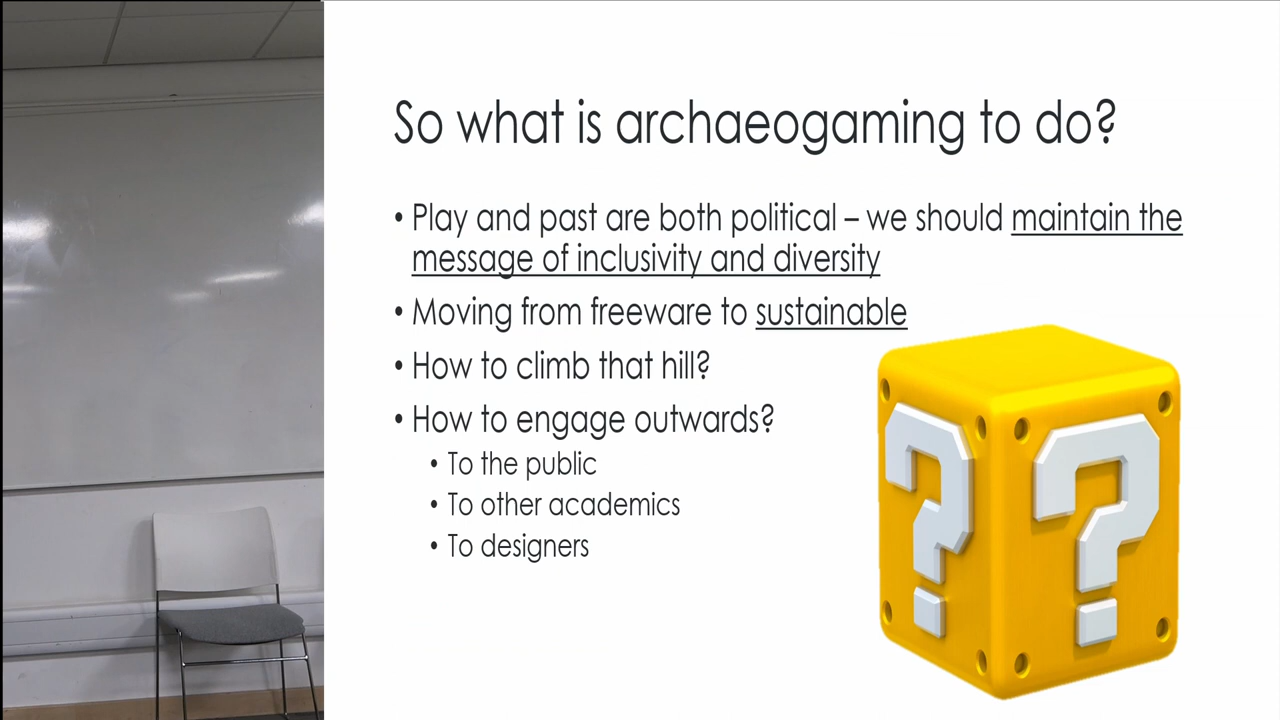 So what is archaeogaming to do?
• Play and past are both political – we should maintain the
message of inclusivity and diversity
• Moving from freeware to sustainable
• How to climb that hill?
• How to engage outwards?
• To the public
• To other academics
• To designers
? ?